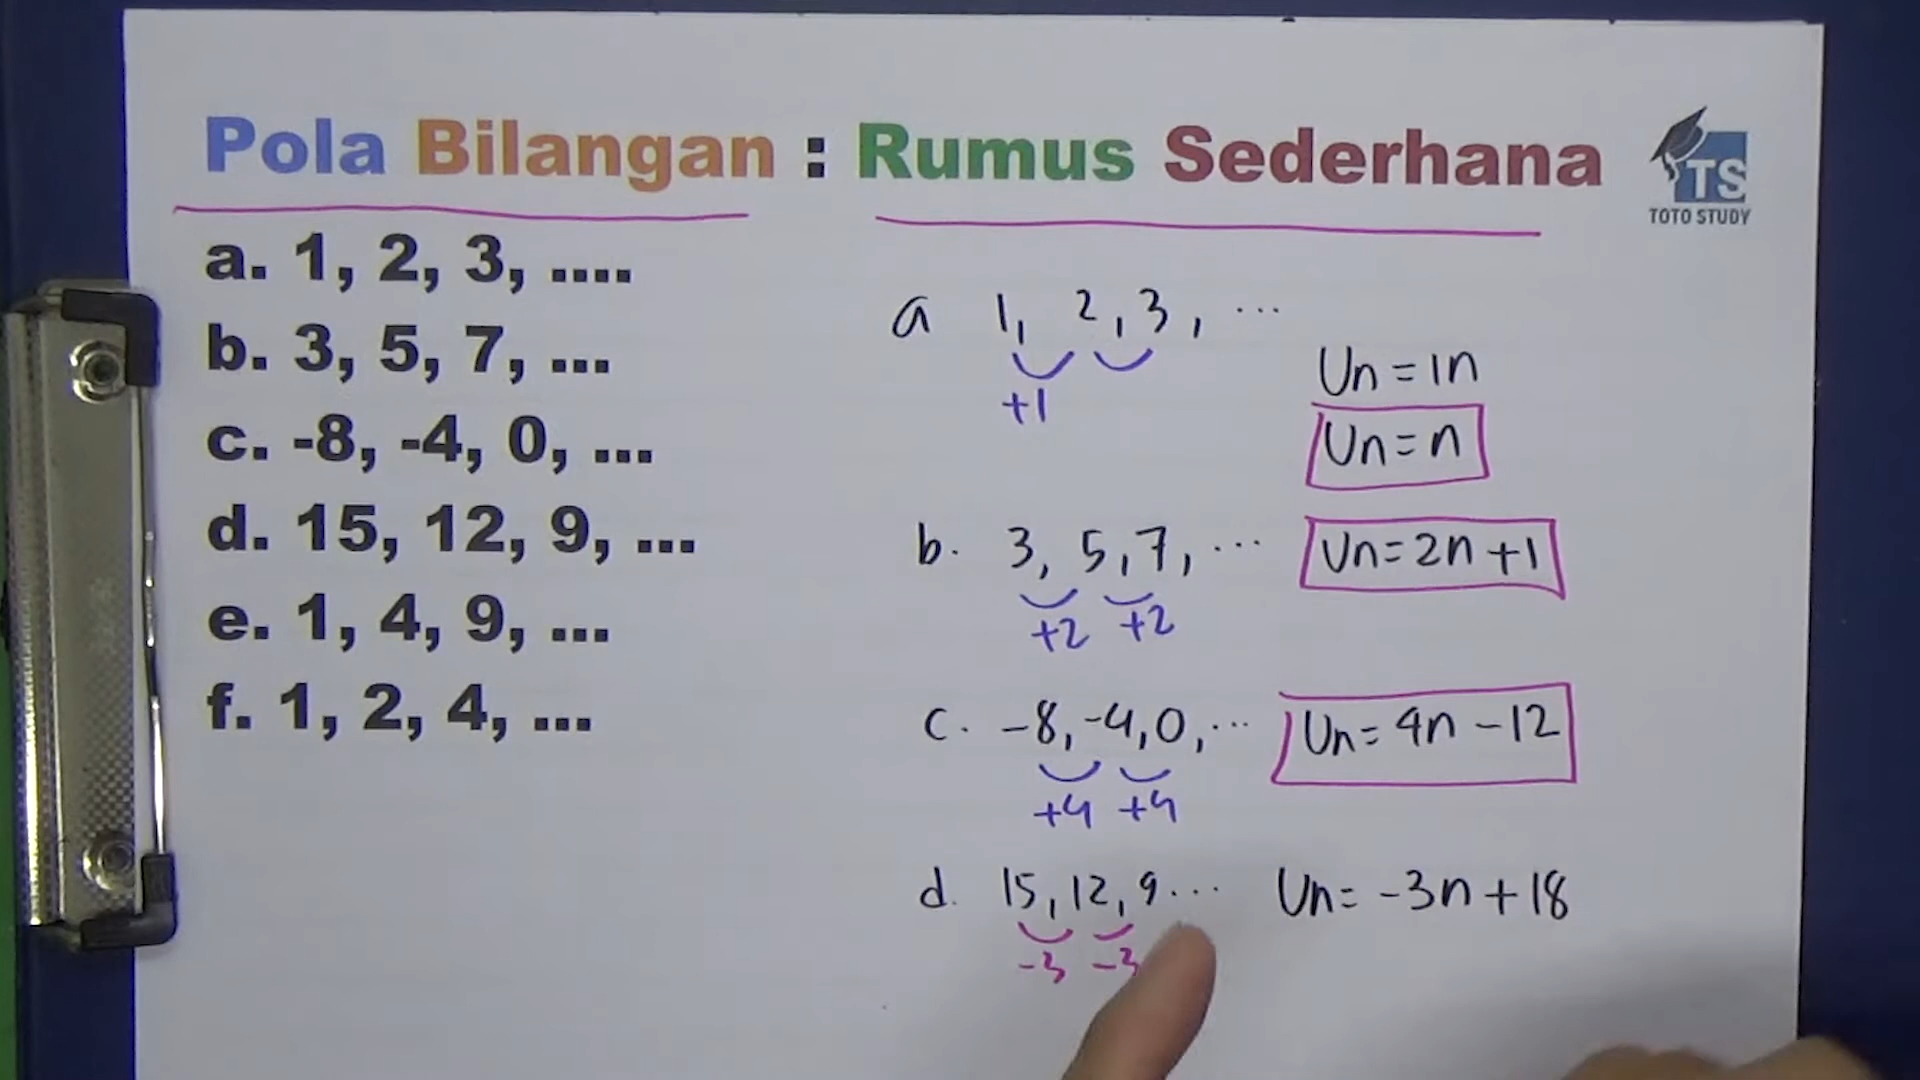 Pola Bilangan : Rumus Sederhana
TS
TOTO STUDY
a. 1, 2, 3, ....
b. 3, 5, 7, ...
c. -8, -4, 0, ...
d. 15, 12, 9, ...
e. 1, 4, 9, ...
f. 1, 2, 4, ...
a 1, 2, 3, ...
+1
Un = 1n
Un = n
b. 3, 5, 7, ... Un = 2n + 1
+2 +2
c. -8, -4, 0, ... Un = 4n - 12
+4 +4
d. 15, 12, 9 ... Un = -3n + 18
-3 -3